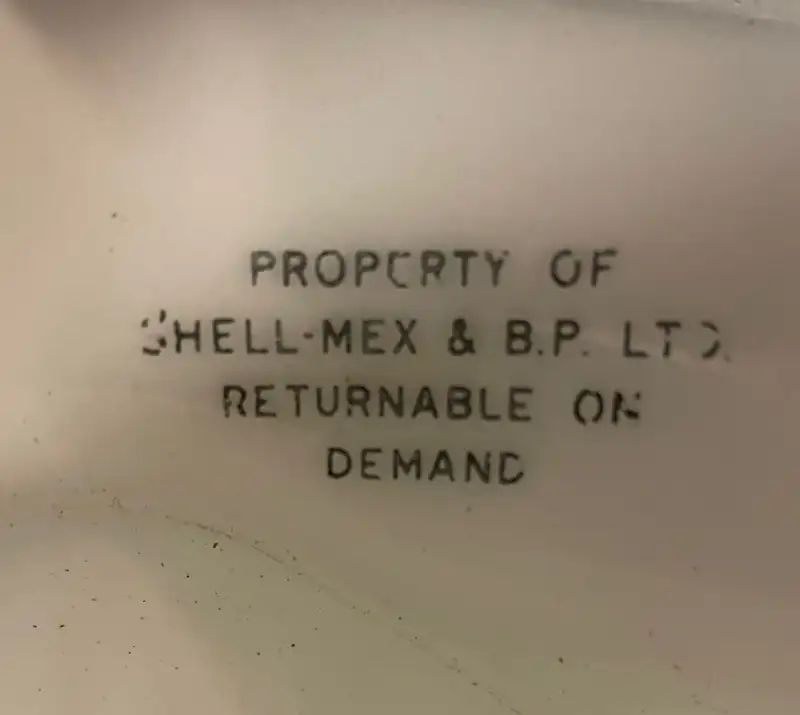 PROPERTY OF
SHELL-MEX & B.P. LTD.
RETURNABLE ON
DEMAND